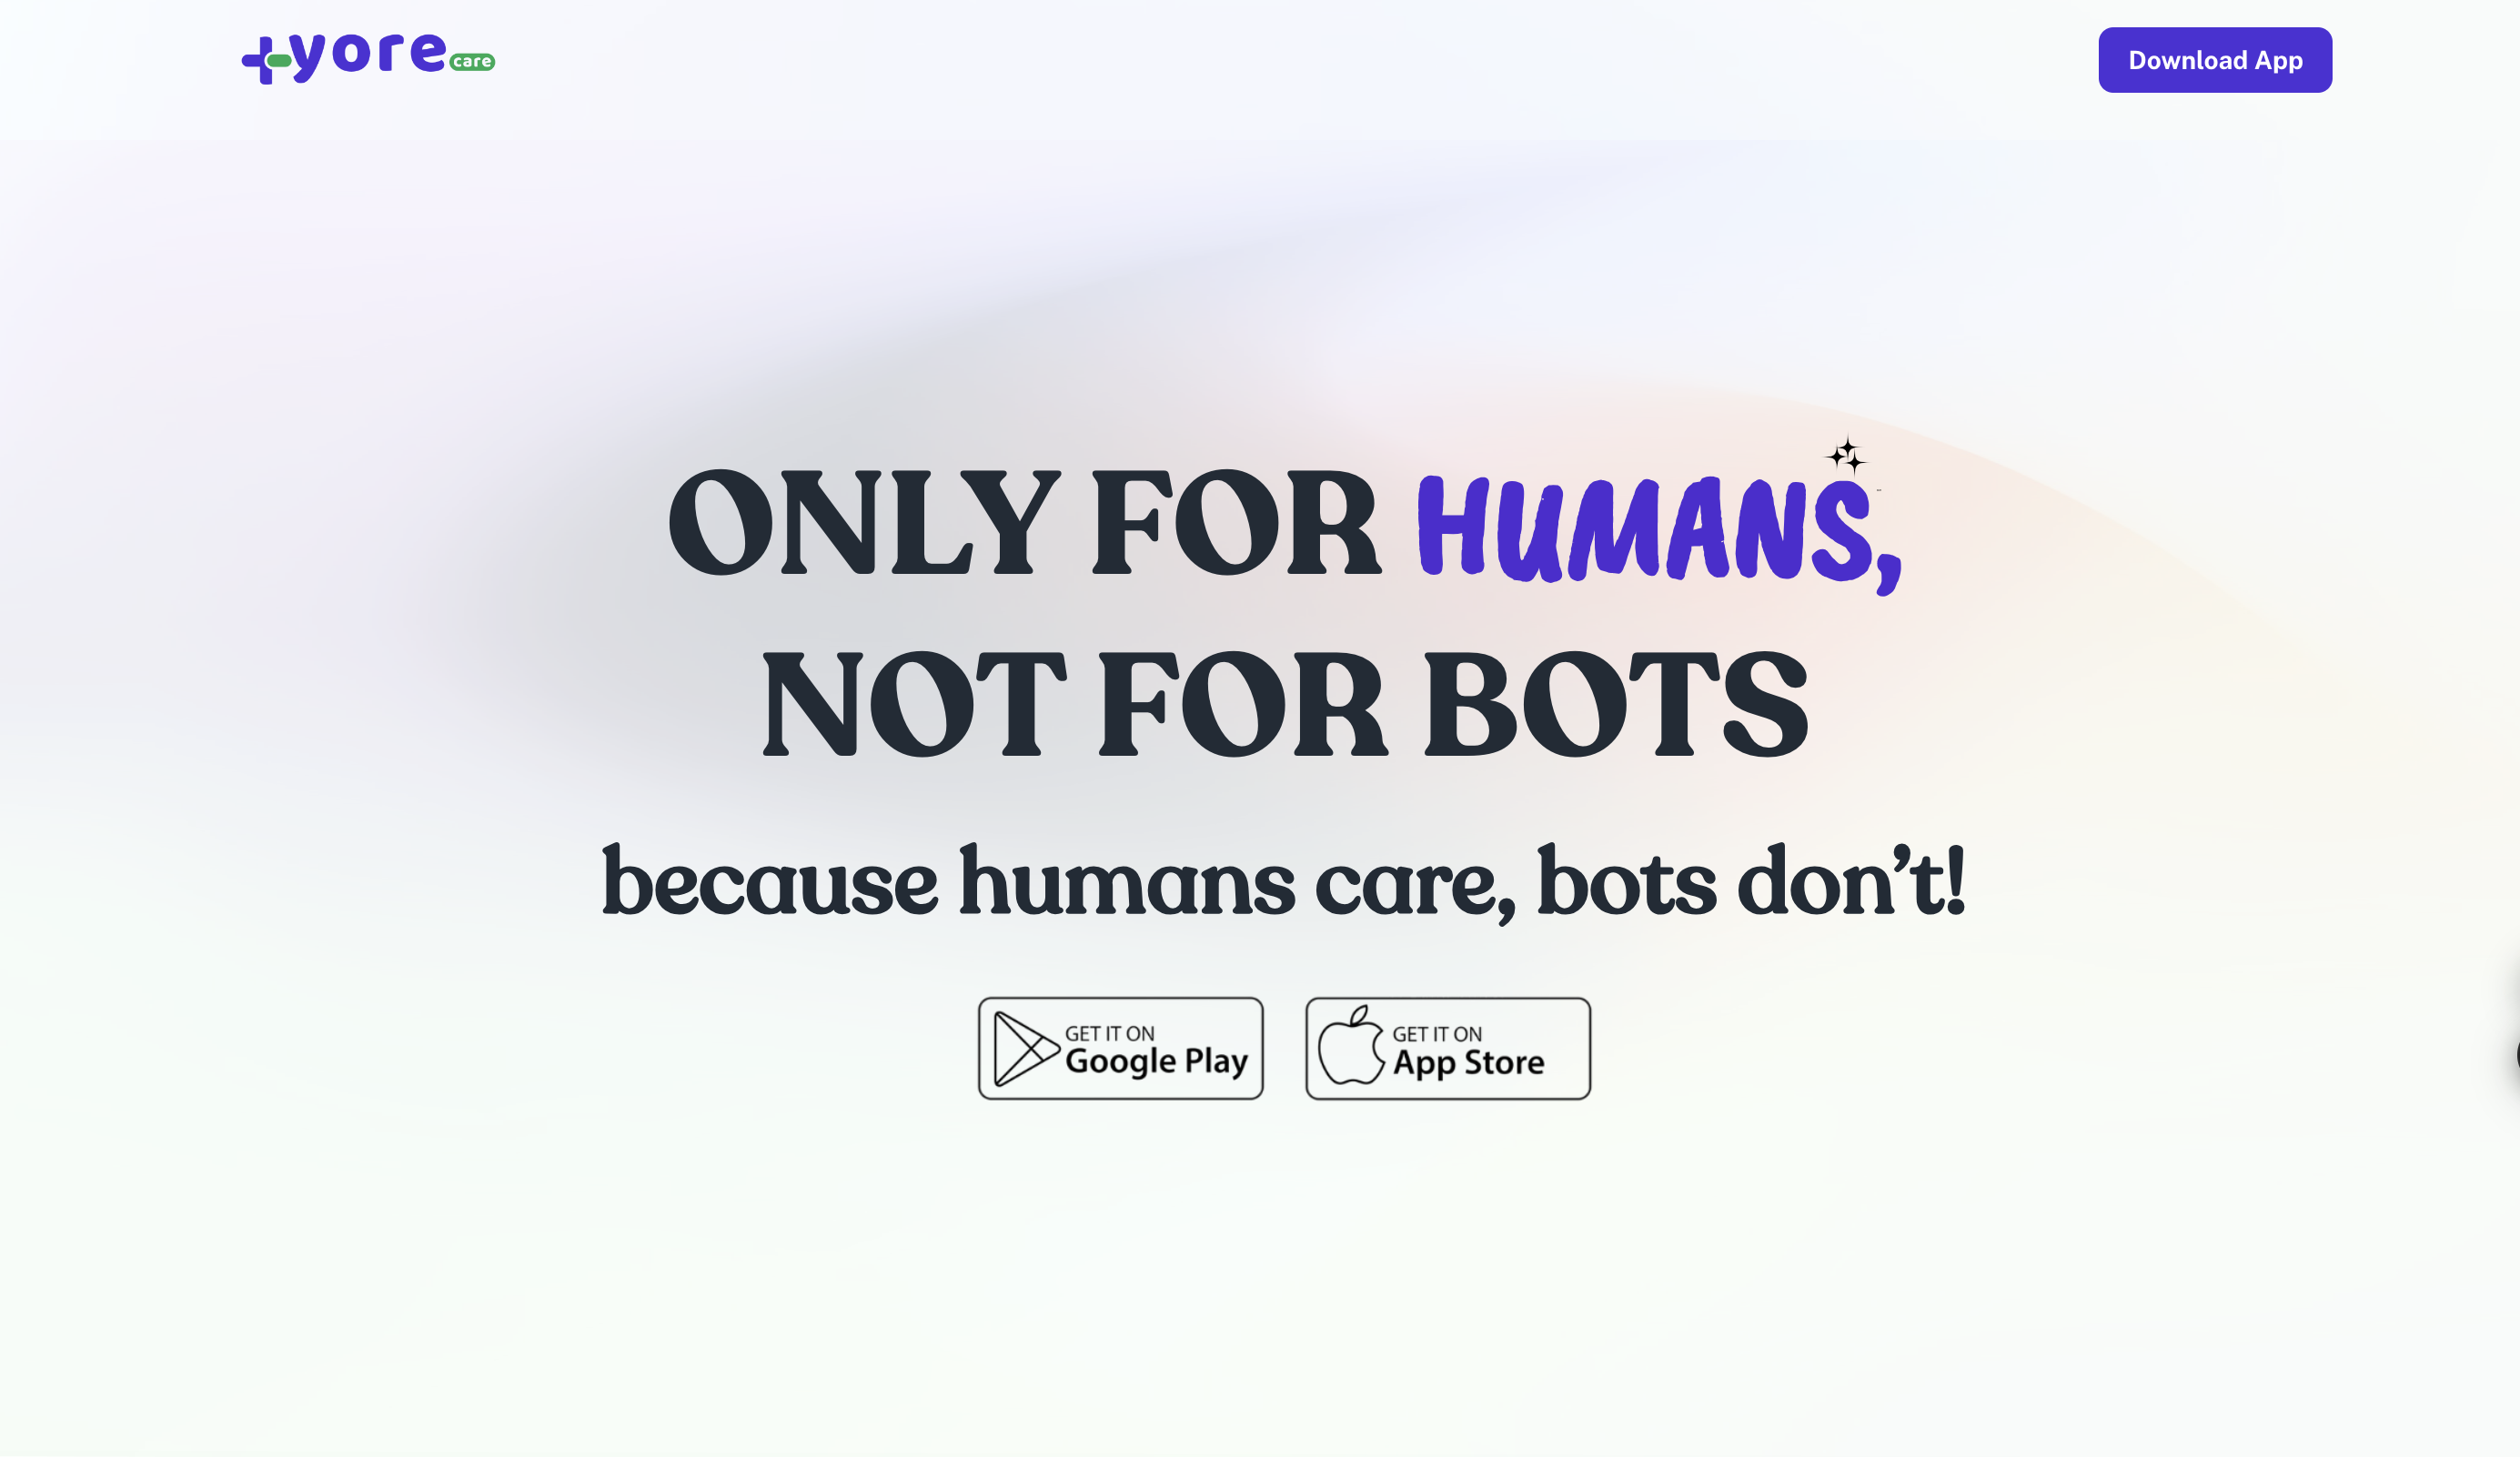 yore care
Download App
ONLY FOR HUMANS,
NOT FOR BOTS
because humans care, bots don’t!
GET IT ON
Google Play
GET IT ON
App Store